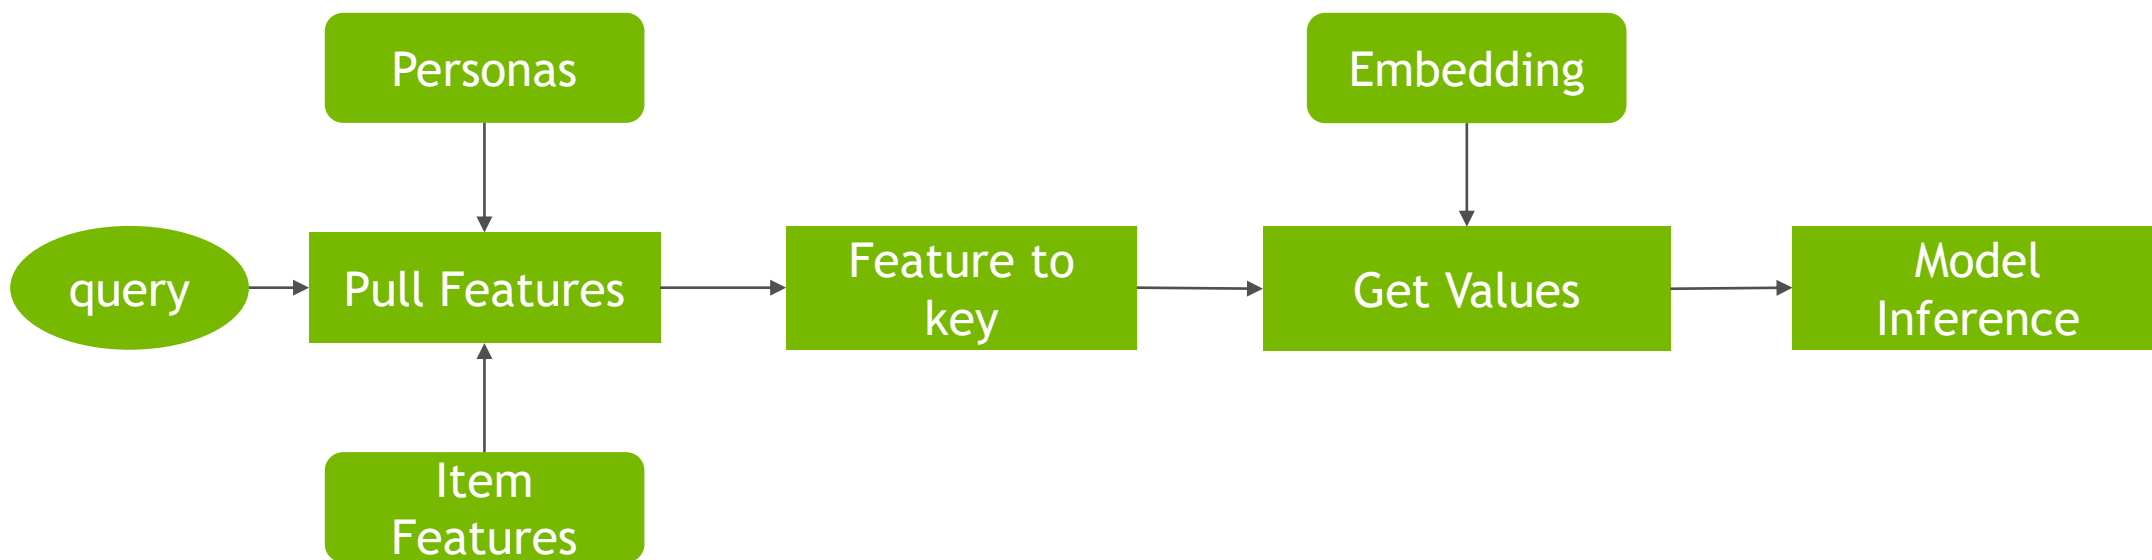 Personas
Embedding
query
Pull Features
Feature to
key
Get Values
Model
Inference
Item
Features